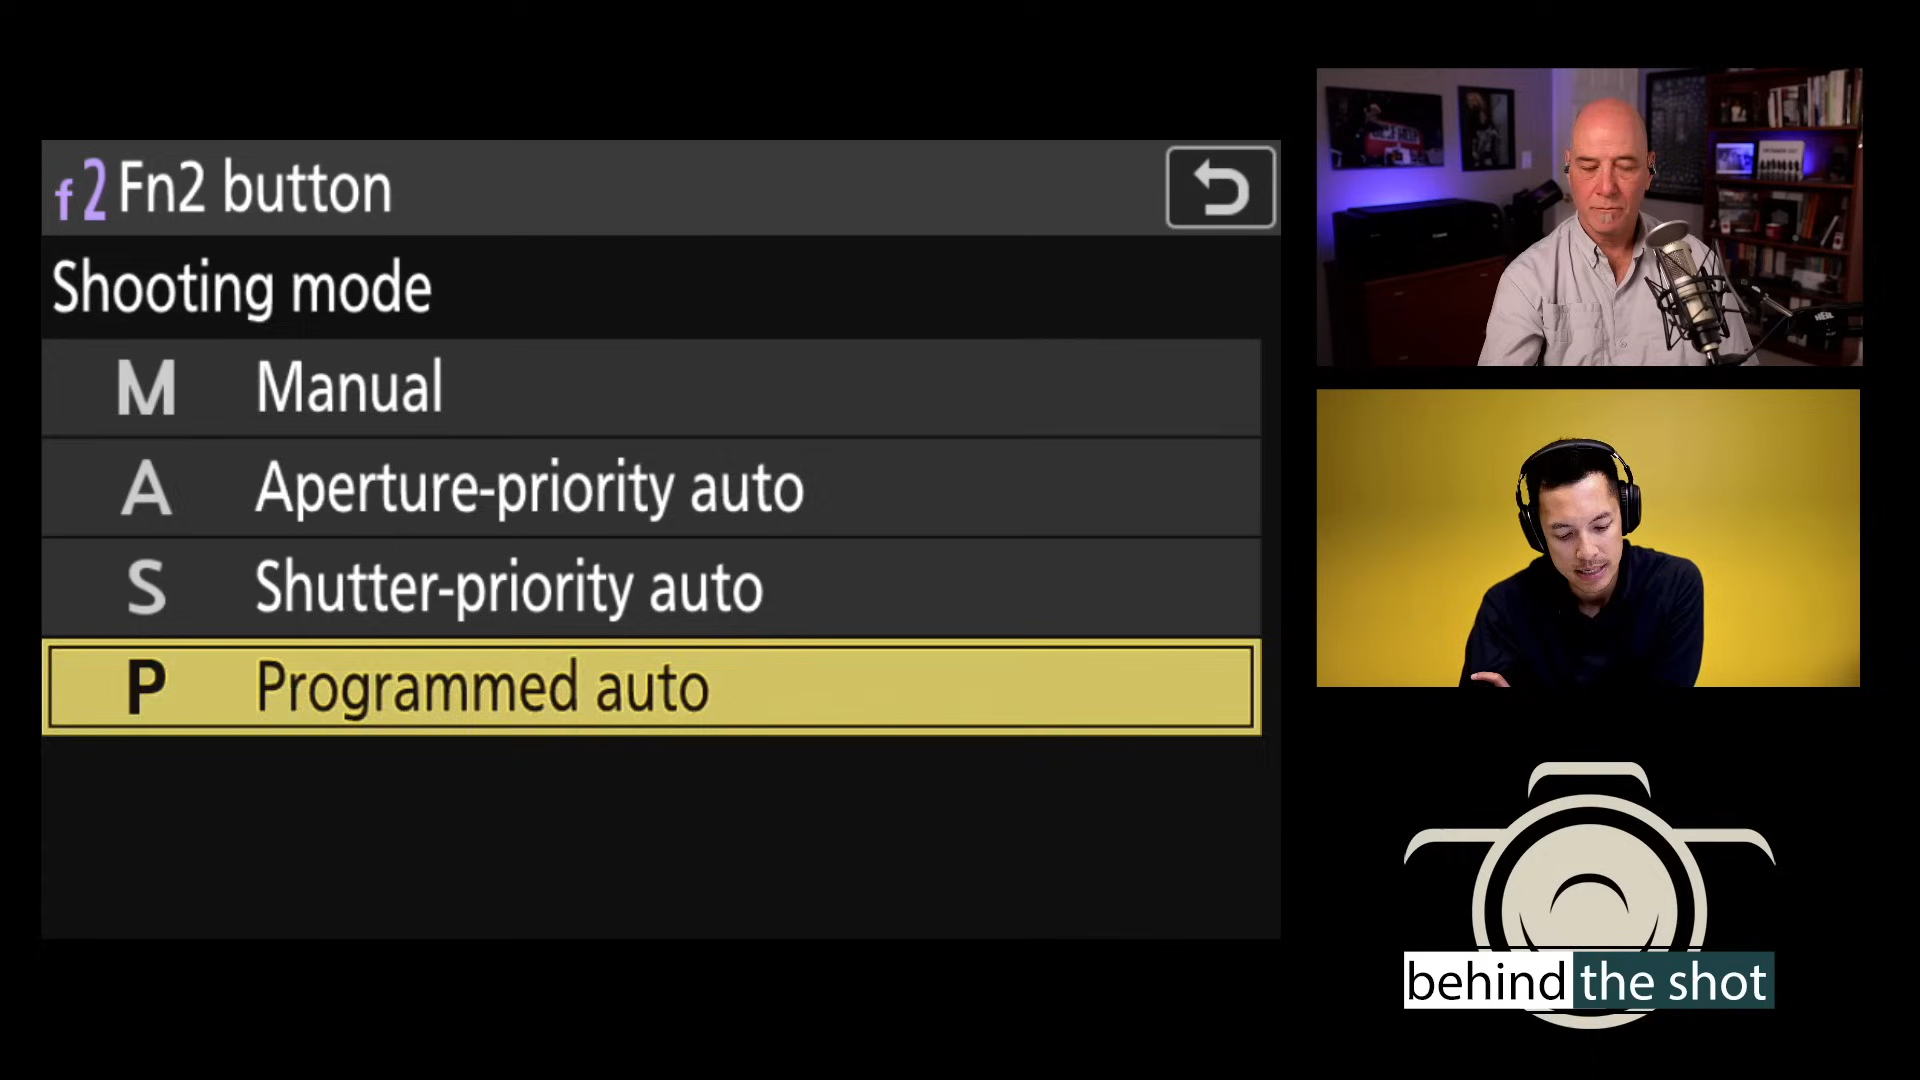 f2 Fn2 button
Shooting mode
M Manual
A Aperture-priority auto
S Shutter-priority auto
P Programmed auto
behind the shot